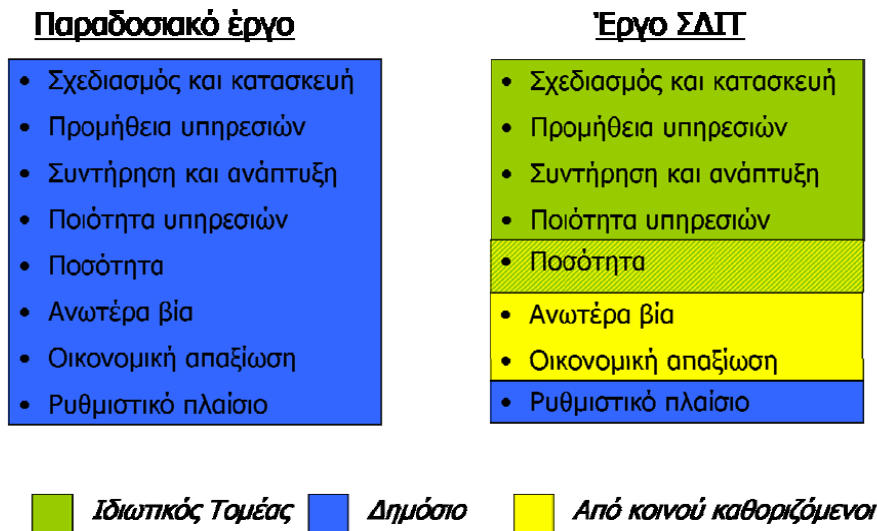 Παραδοσιακό έργο
• Σχεδιασμός και κατασκευή
• Προμήθεια υπηρεσιών
• Συντήρηση και ανάπτυξη
• Ποιότητα υπηρεσιών
• Ποσότητα
• Ανωτέρα βία
• Οικονομική απαξίωση
• Ρυθμιστικό πλαίσιο
Έργο ΣΔΙΤ
• Σχεδιασμός και κατασκευή
• Προμήθεια υπηρεσιών
• Συντήρηση και ανάπτυξη
• Ποιότητα υπηρεσιών
• Ποσότητα
• Ανωτέρα βία
• Οικονομική απαξίωση
• Ρυθμιστικό πλαίσιο
Ιδιωτικός Τομέας
Δημόσιο
Από κοινού καθοριζόμενοι